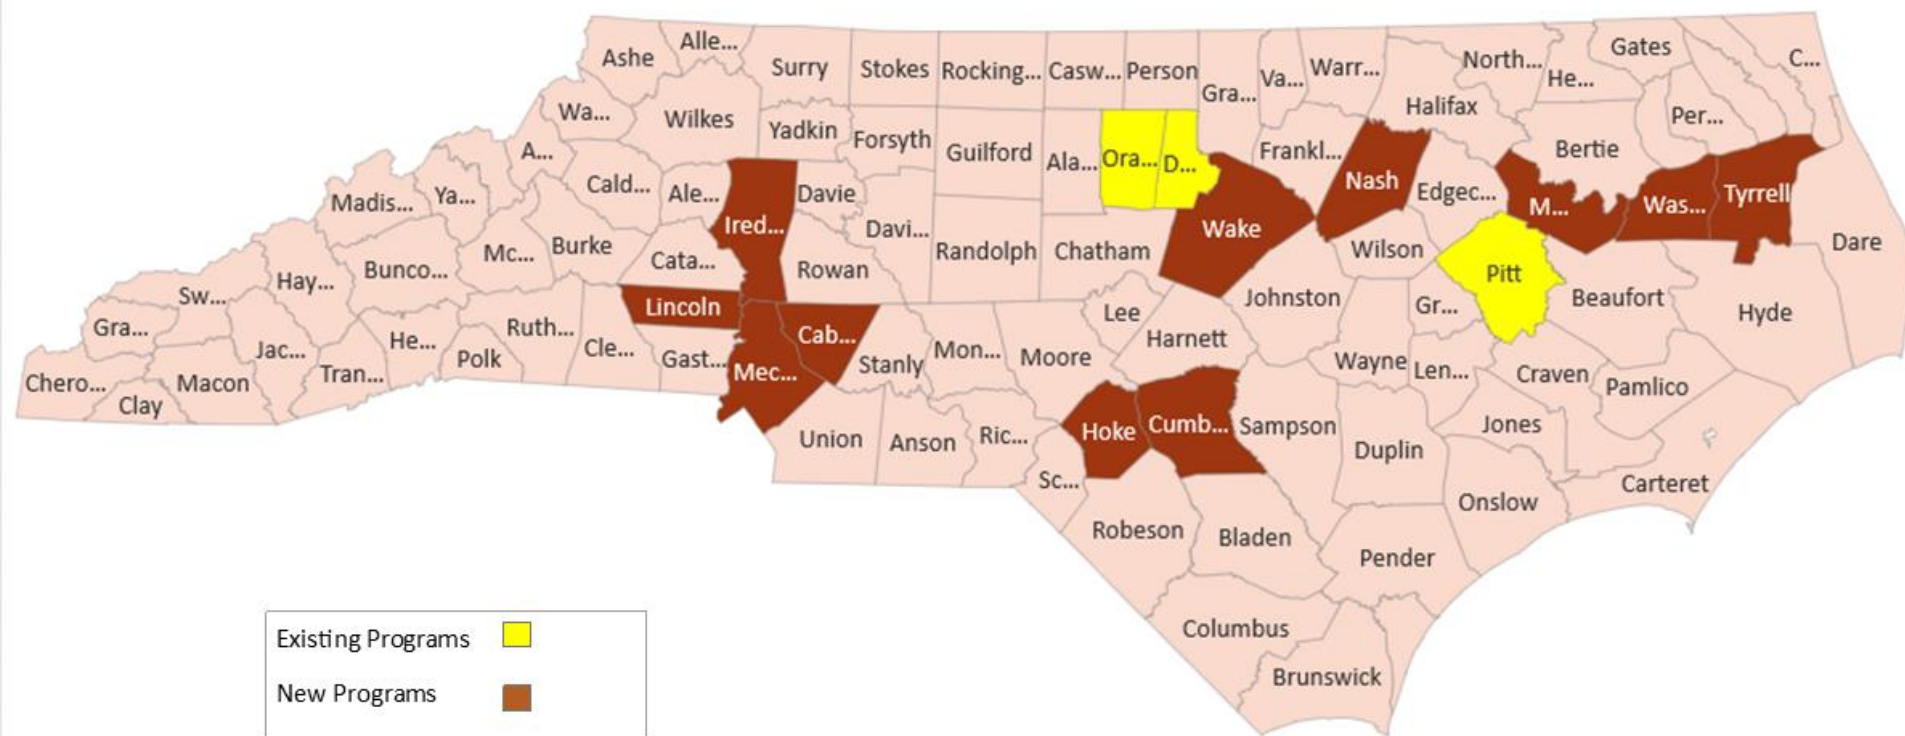 Ashe
Alle...
Surry
Stokes
Rocking...
Casw...
Person
Gra...
Va...
Warr...
North...
He...
Gates
C...
Wa...
Wilkes
Yadkin
Forsyth
Guilford
Ala...
Ora...
D...
Frankl...
Halifax
Bertie
Per...
A...
Cald...
Ale...
Davie
Nash
Edgec...
M...
Was...
Tyrrell
Madis...
Ya...
Ired...
Davi...
Wake
Wilson
Dare
Hay...
Bunco...
Mc...
Burke
Cata...
Rowan
Randolph
Chatham
Pitt
Beaufort
Sw...
Lincoln
Lee
Johnston
Gr...
Hyde
Gra...
Jac...
He...
Ruth...
Cle...
Gast...
Cab...
Mec...
Stanly
Mon...
Moore
Harnett
Wayne
Len...
Craven
Pamlico
Chero...
Clay
Macon
Tran...
Polk
Union
Anson
Ric...
Hoke
Cumb...
Sampson
Duplin
Jones
Sc...
Onslow
Carteret
Robeson
Bladen
Pender
Columbus
Brunswick
Existing Programs
New Programs